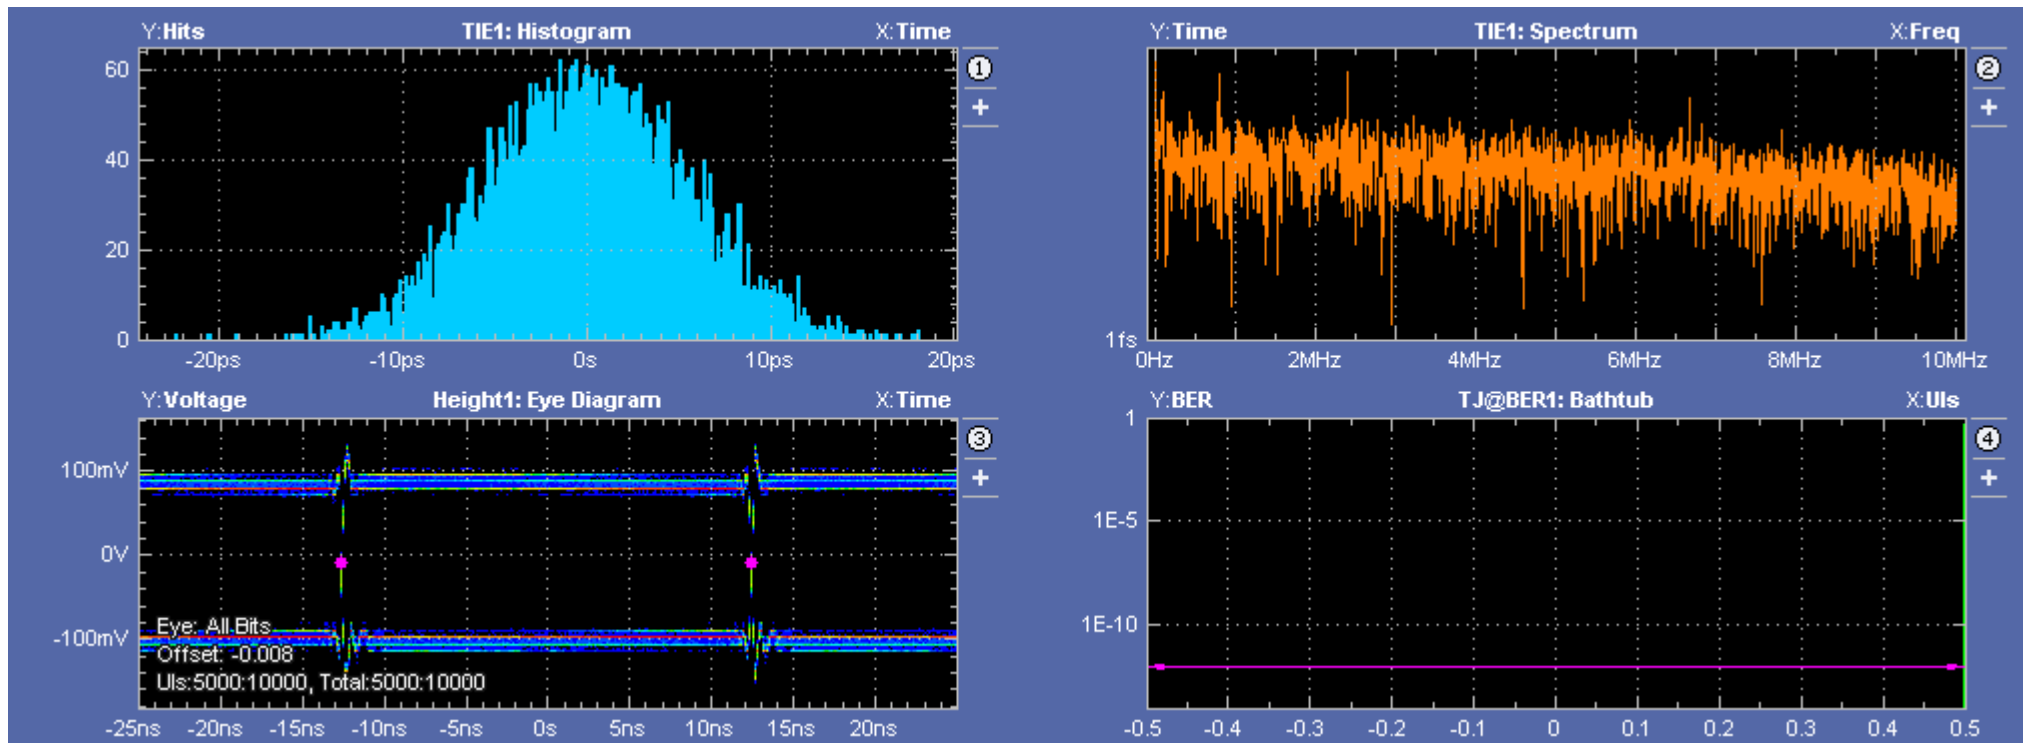 Y:Hits TIE1: Histogram X:Time
①
+
60
40
20
0
-20ps -10ps 0s 10ps 20ps
Y:Time TIE1: Spectrum X:Freq
②
+
1fs
0Hz 2MHz 4MHz 6MHz 8MHz 10MHz
Y:Voltage Height1: Eye Diagram X:Time
③
+
100mV
0V
-100mV
Eye: All Bits
Offset: -0.008
UIs:5000:10000, Total:5000:10000
-25ns -20ns -15ns -10ns -5ns 0s 5ns 10ns 15ns 20ns
Y:BER TJ@BER1: Bathtub X:UIs
④
+
1
1E-5
1E-10
-0.5 -0.4 -0.3 -0.2 -0.1 0 0.1 0.2 0.3 0.4 0.5